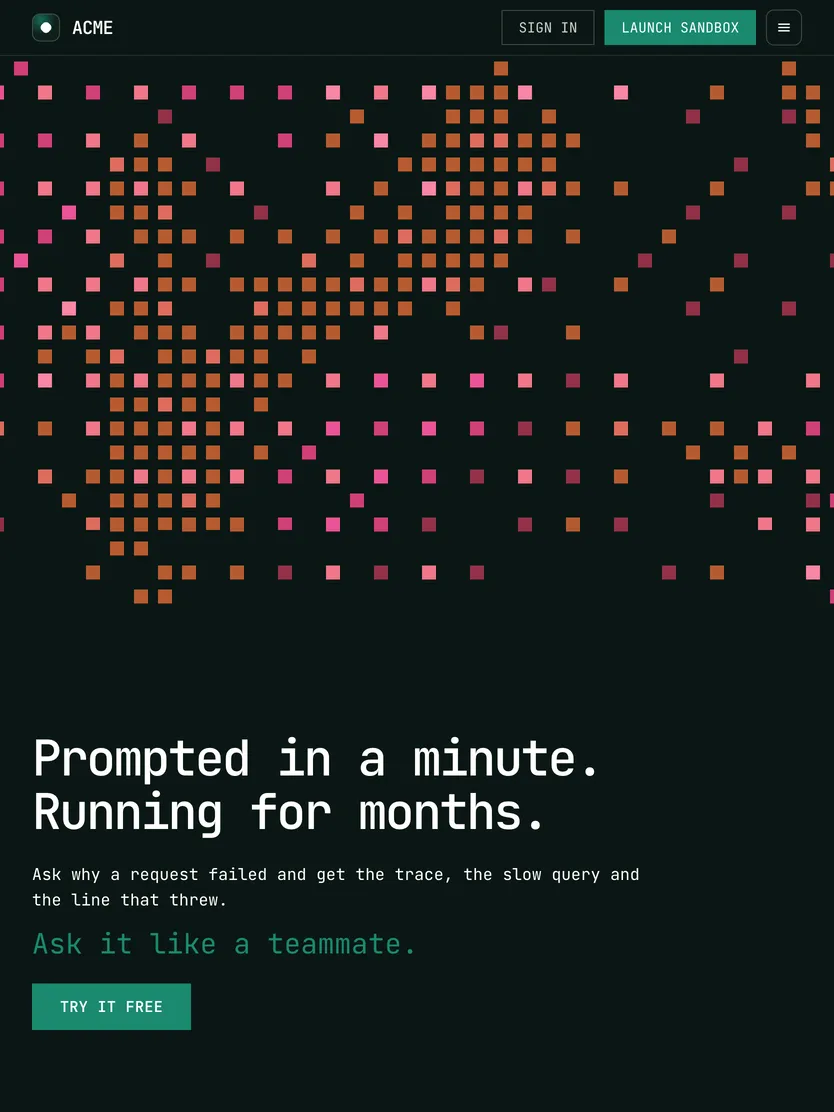 ACME
SIGN IN
LAUNCH SANDBOX
Prompted in a minute.
Running for months.
Ask why a request failed and get the trace, the slow query and
the line that threw.
Ask it like a teammate.
TRY IT FREE